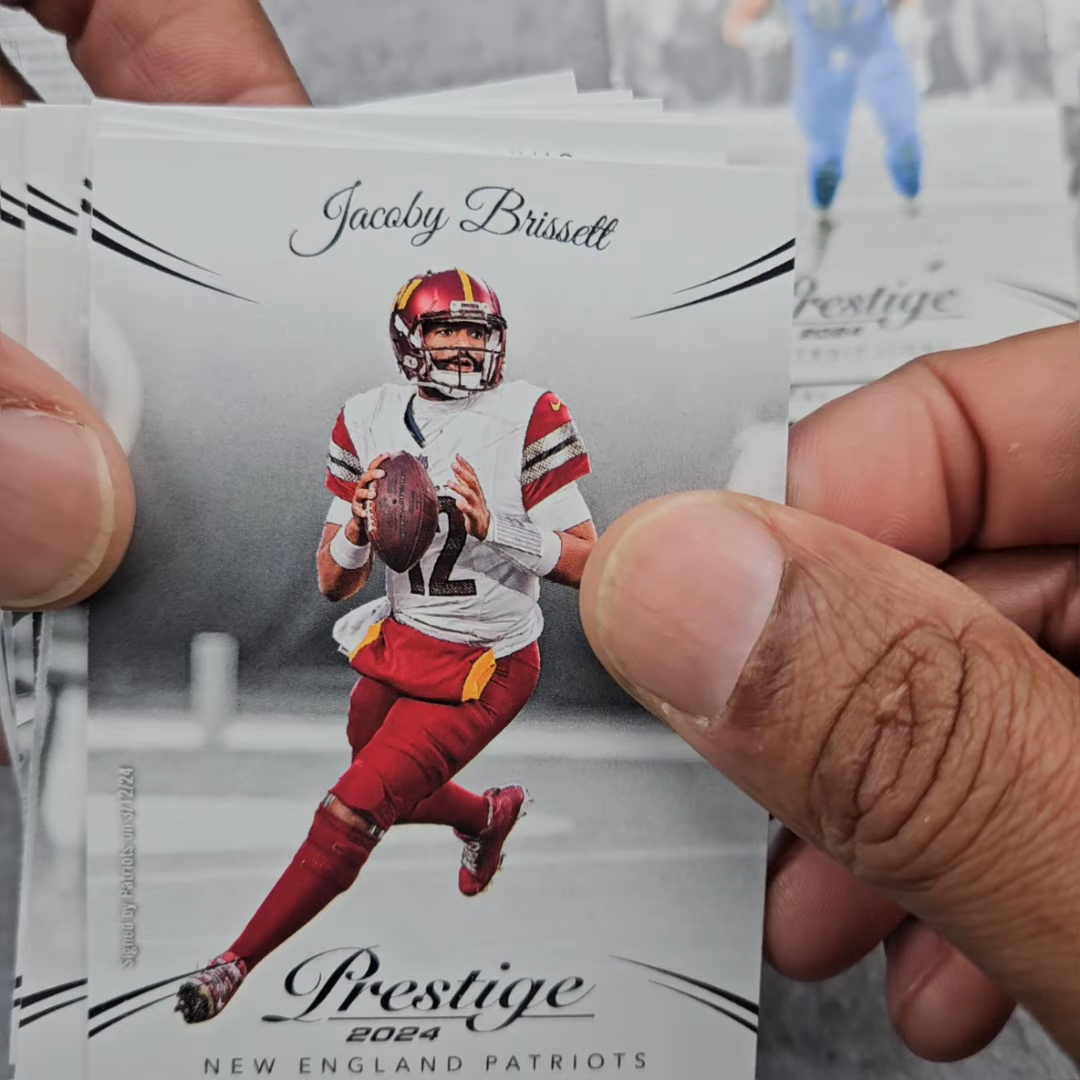 Jacoby Brissett
12
Signed by Patriots on 3/12/24
Prestige
2024
NEW ENGLAND PATRIOTS
Prestige
2024